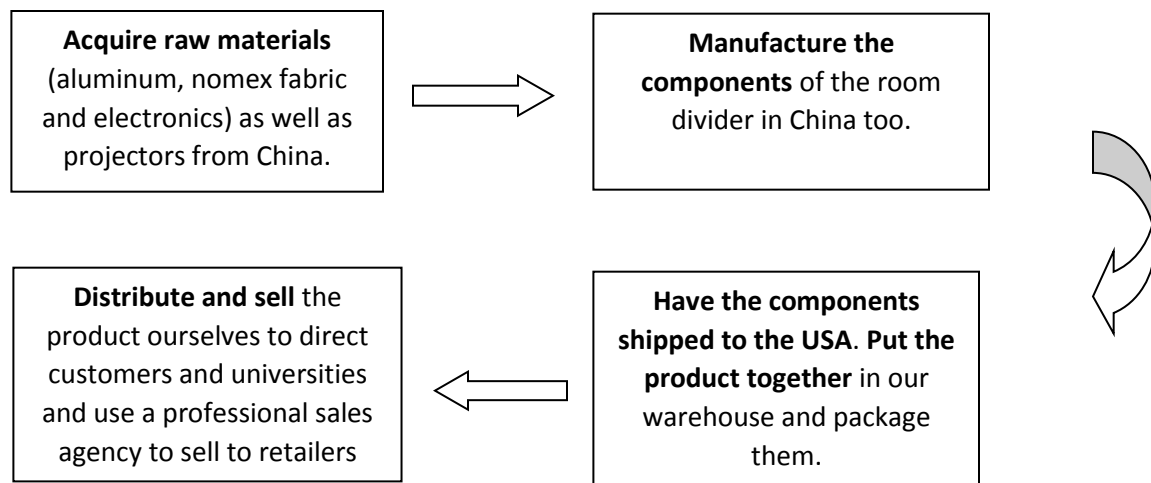 Acquire raw materials
(aluminum, nomex fabric
and electronics) as well as
projectors from China.
Manufacture the
components of the room
divider in China too.
Have the components
shipped to the USA. Put the
product together in our
warehouse and package
them.
Distribute and sell the
product ourselves to direct
customers and universities
and use a professional sales
agency to sell to retailers